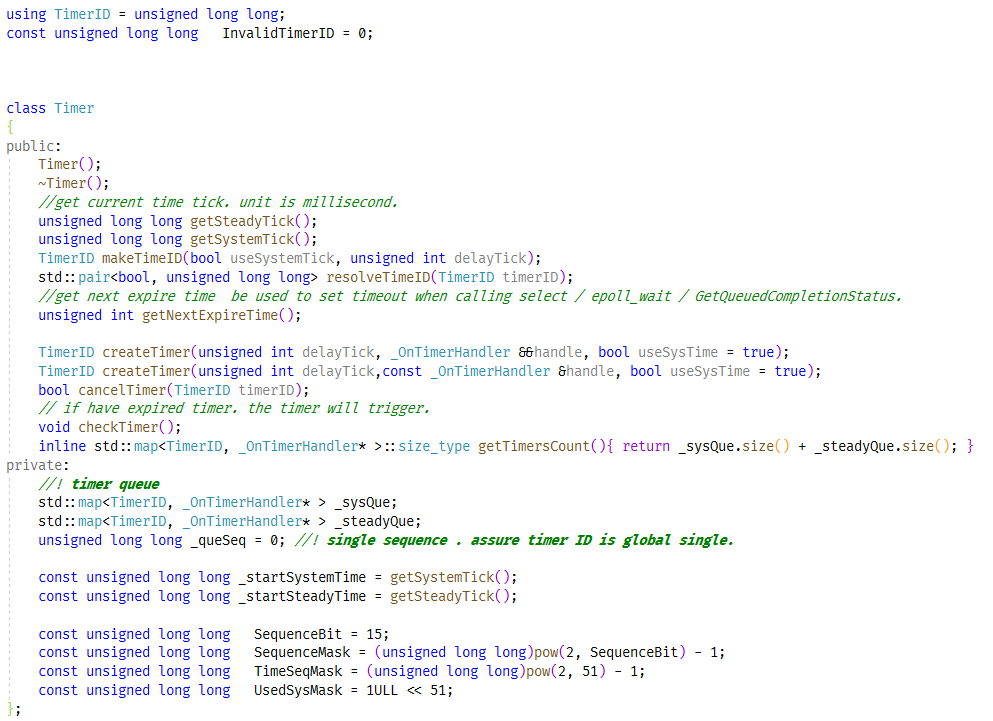 using TimerID = unsigned long long;
const unsigned long long   InvalidTimerID = 0;
class Timer
{
public:
    Timer();
    ~Timer();
    //get current time tick. unit is millisecond.
    unsigned long long getSteadyTick();
    unsigned long long getSystemTick();
    TimerID makeTimeID(bool useSystemTick, unsigned int delayTick);
    std::pair<bool, unsigned long long> resolveTimeID(TimerID timerID);
    //get next expire time  be used to set timeout when calling select / epoll_wait / GetQueuedCompletionStatus.
    unsigned int getNextExpireTime();
    TimerID createTimer(unsigned int delayTick, _OnTimerHandler &&handle, bool useSysTime = true);
    TimerID createTimer(unsigned int delayTick,const _OnTimerHandler &handle, bool useSysTime = true);
    bool cancelTimer(TimerID timerID);
    // if have expired timer. the timer will trigger.
    void checkTimer();
    inline std::map<TimerID, _OnTimerHandler* >::size_type getTimersCount(){ return _sysQue.size() + _steadyQue.size(); }
private:
    //! timer queue
    std::map<TimerID, _OnTimerHandler* > _sysQue;
    std::map<TimerID, _OnTimerHandler* > _steadyQue;
    unsigned long long _queSeq = 0; //! single sequence . assure timer ID is global single.
    const unsigned long long _startSystemTime = getSystemTick();
    const unsigned long long _startSteadyTime = getSteadyTick();
    const unsigned long long   SequenceBit = 15;
    const unsigned long long   SequenceMask = (unsigned long long)pow(2, SequenceBit) - 1;
    const unsigned long long   TimeSeqMask = (unsigned long long)pow(2, 51) - 1;
    const unsigned long long   UsedSysMask = 1ULL << 51;
};